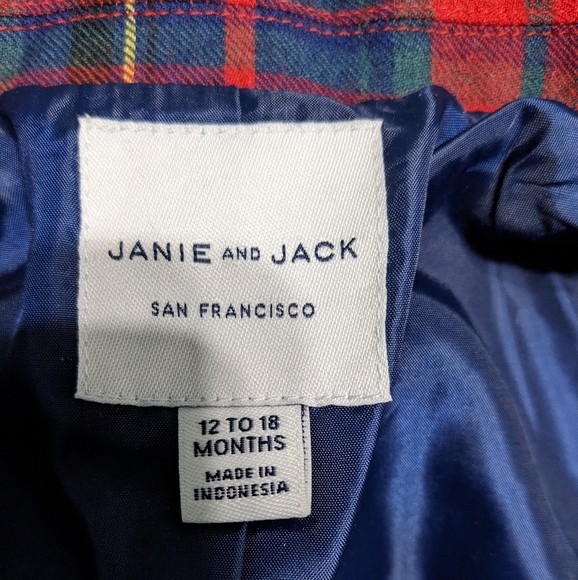 JANIE AND JACK
SAN FRANCISCO
12 TO 18
MONTHS
MADE IN
INDONESIA